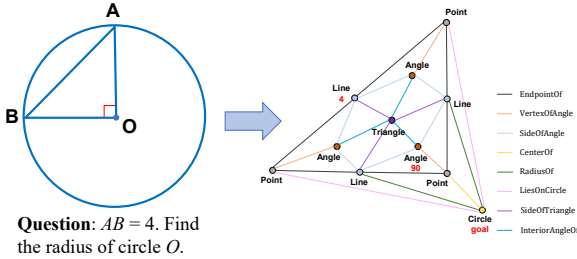 A
B
O
Question: AB = 4. Find
the radius of circle O.
Point
Angle
Line
4
Line
Triangle
Angle
Angle
90
Point
Line
Point
Circle
goal
EndpointOf
VertexOfAngle
SideOfAngle
CenterOf
RadiusOf
LiesOnCircle
SideOfTriangle
InteriorAngleOf